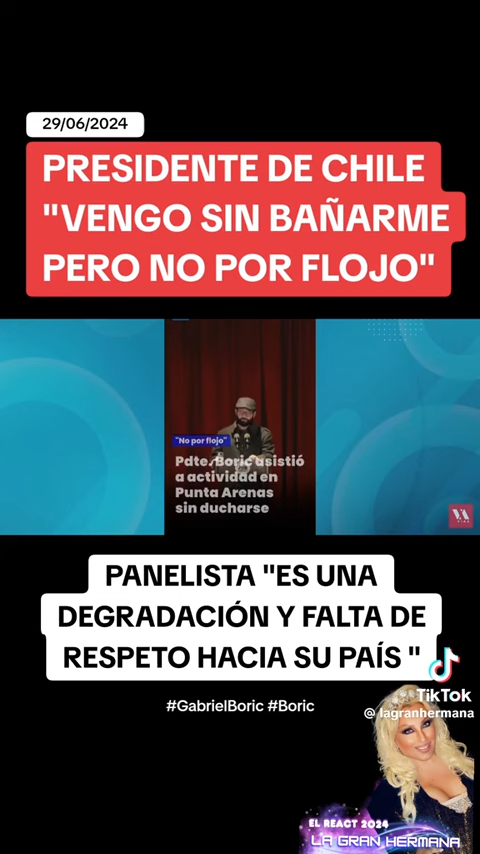 29/06/2024
PRESIDENTE DE CHILE
"VENGO SIN BAÑARME
PERO NO POR FLOJO"
"No por flojo"
Pdte. Boric asistió
a actividad en
Punta Arenas
sin ducharse
PANELISTA "ES UNA
DEGRADACIÓN Y FALTA DE
RESPETO HACIA SU PAÍS "
#GabrielBoric #Boric
TikTok
@ lagranhermana
EL REACT 2024
LA GRAN HERMANA